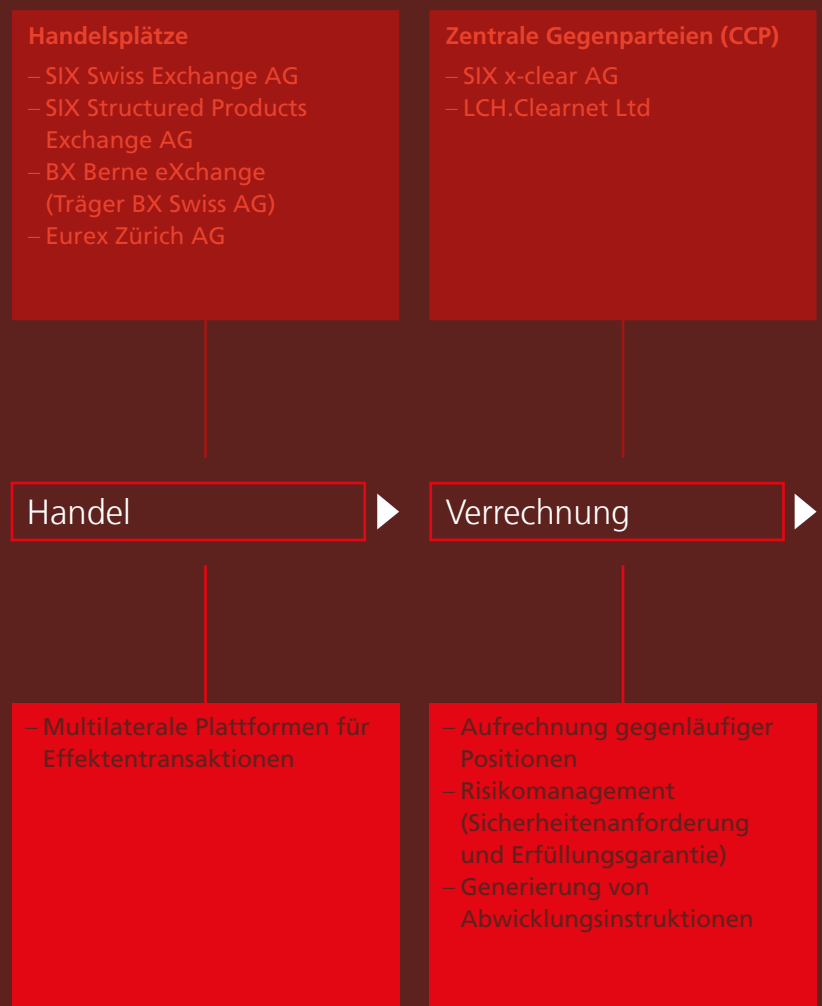 Handelsplätze
– SIX Swiss Exchange AG
– SIX Structured Products
Exchange AG
– BX Berne eXchange
(Träger BX Swiss AG)
– Eurex Zürich AG
Zentrale Gegenparteien (CCP)
– SIX x-clear AG
– LCH.Clearnet Ltd
Handel
Verrechnung
– Multilaterale Plattformen für
Effektentransaktionen
– Aufrechnung gegenläufiger
Positionen
– Risikomanagement
(Sicherheitenanforderung
und Erfüllungsgarantie)
– Generierung von
Abwicklungsinstruktionen